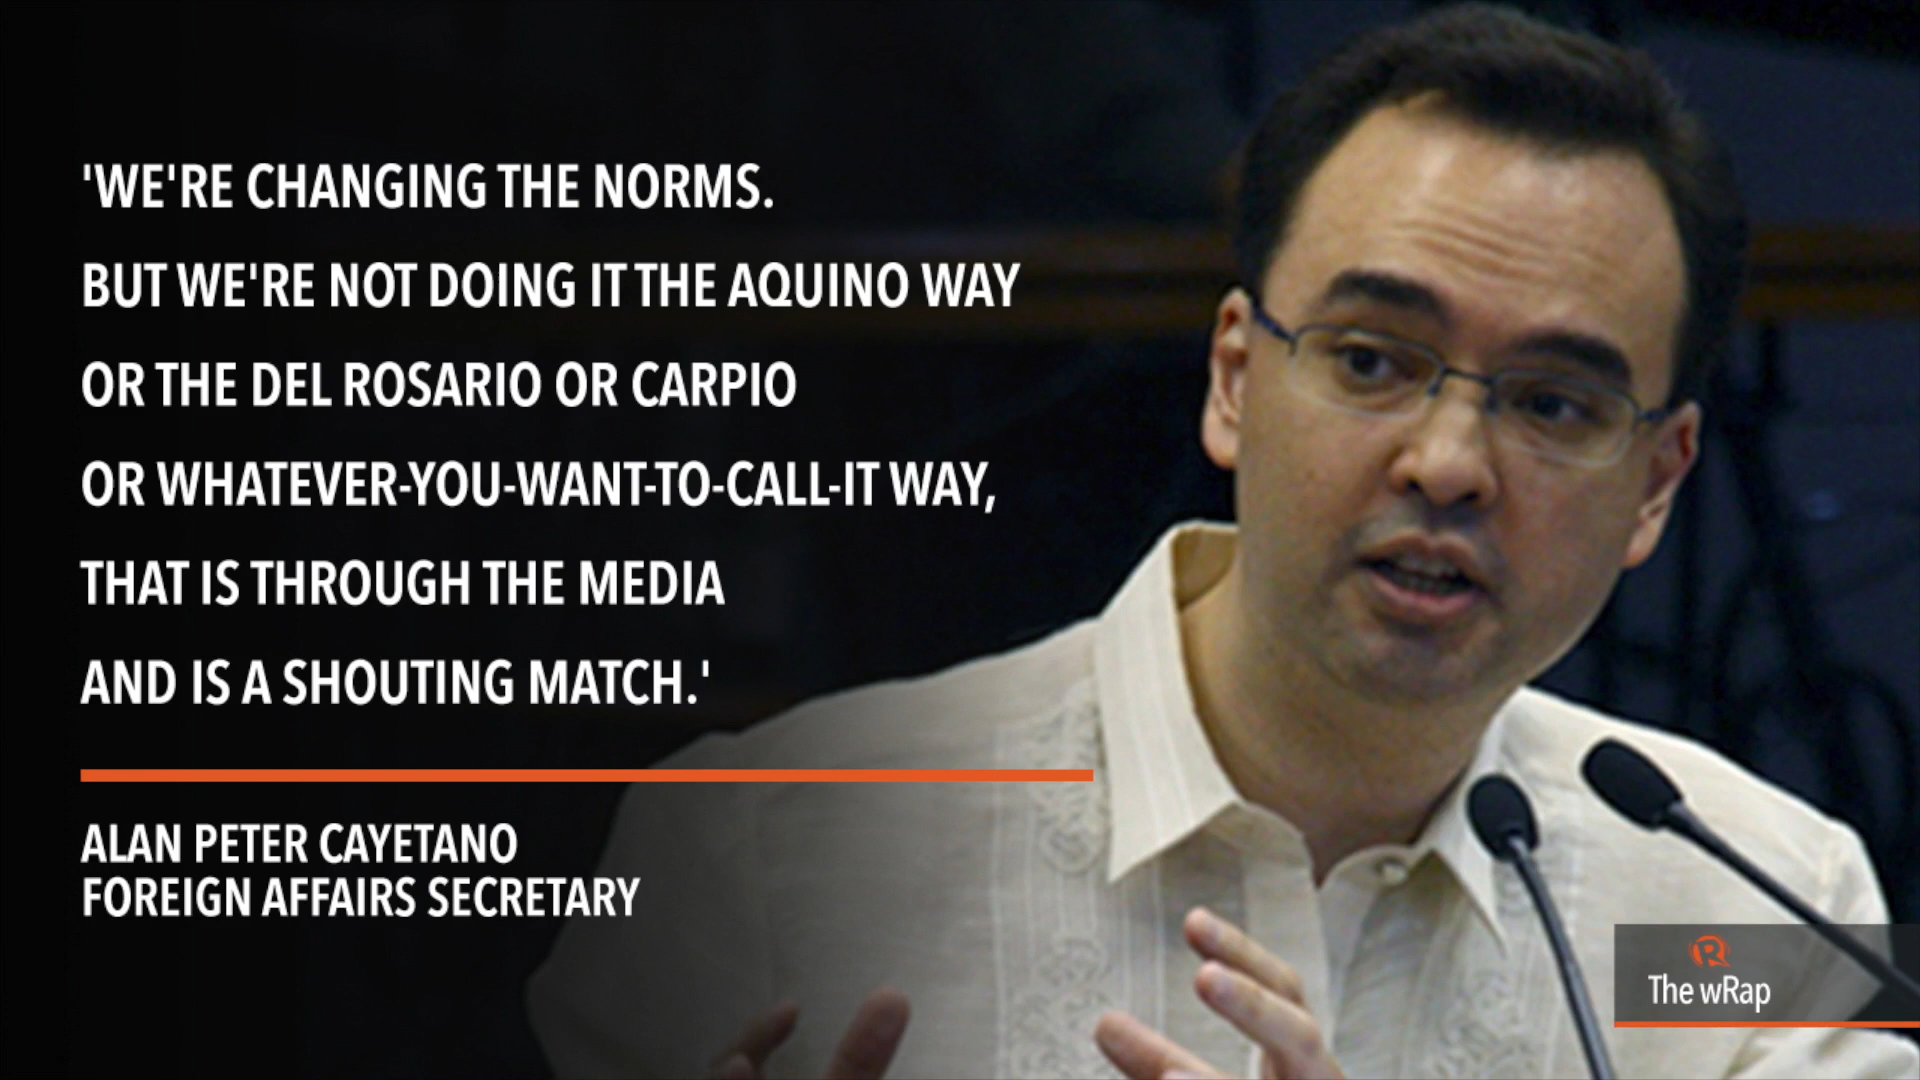 'WE'RE CHANGING THE NORMS.
BUT WE'RE NOT DOING IT THE AQUINO WAY
OR THE DEL ROSARIO OR CARPIO
OR WHATEVER-YOU-WANT-TO-CALL-IT WAY,
THAT IS THROUGH THE MEDIA
AND IS A SHOUTING MATCH.'
ALAN PETER CAYETANO
FOREIGN AFFAIRS SECRETARY
R
The wRap